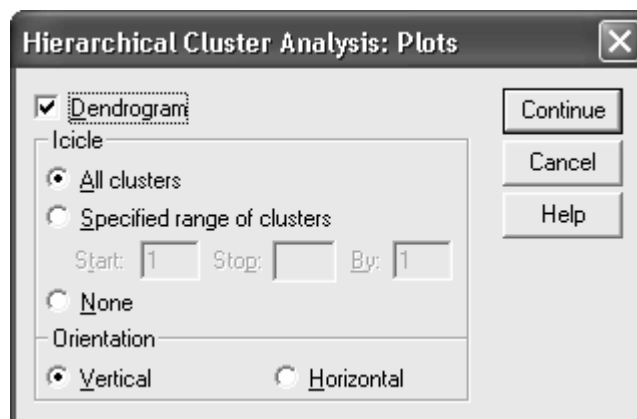 Hierarchical Cluster Analysis: Plots
Dendrogram
Continue
Icicle
All clusters
Cancel
Specified range of clusters
Help
Start: 1 Stop: By: 1
None
Orientation
Vertical Horizontal